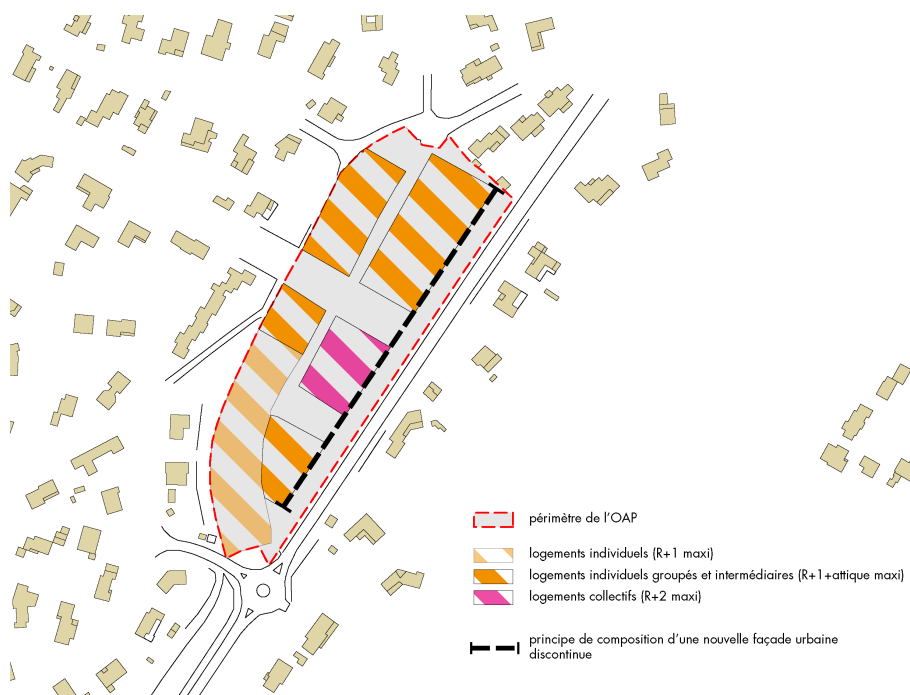 périmètre de l'OAP
logements individuels (R+1 maxi)
logements individuels groupés et intermédiaires (R+1+attique maxi)
logements collectifs (R+2 maxi)
principe de composition d'une nouvelle façade urbaine
discontinue